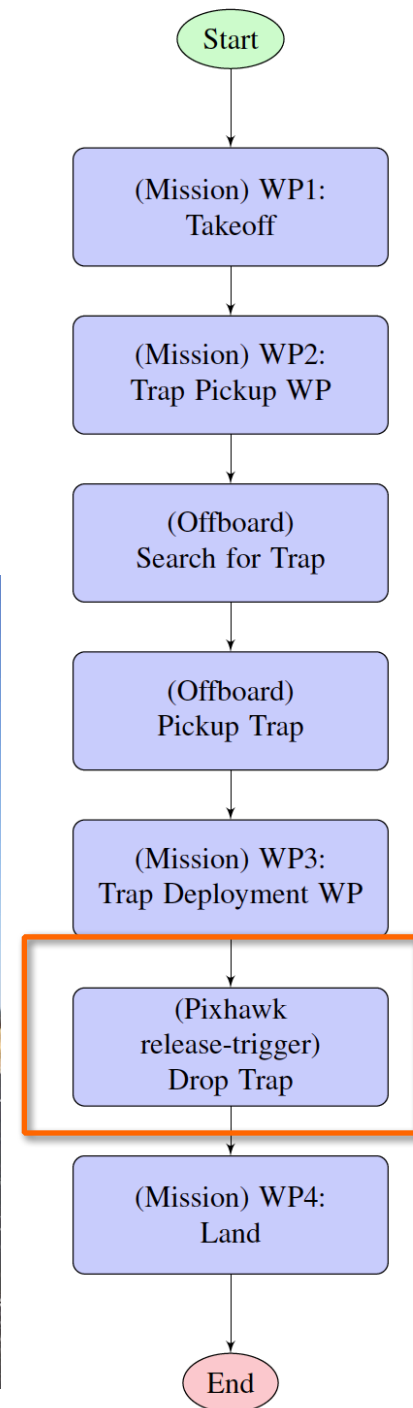 Start
(Mission) WP1:
Takeoff
(Mission) WP2:
Trap Pickup WP
(Offboard)
Search for Trap
(Offboard)
Pickup Trap
(Mission) WP3:
Trap Deployment WP
(Pixhawk
release-trigger)
Drop Trap
(Mission) WP4:
Land
End